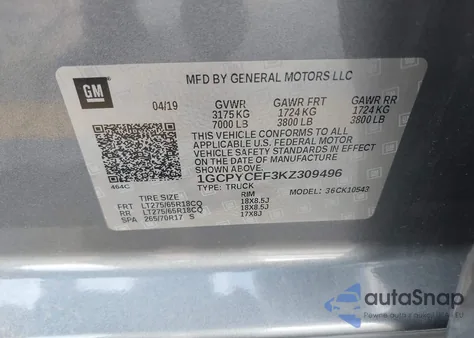 GM
MFD BY GENERAL MOTORS LLC
04/19 GVWR GAWR FRT GAWR RR
3175 KG 1724 KG 1724 KG
7000 LB 3800 LB 3800 LB
THIS VEHICLE CONFORMS TO ALL
APPLICABLE U.S. FEDERAL MOTOR
VEHICLE SAFETY
IN EFFECT ON THE DATE OF
MANUFACTURE SHOWN ABOVE.
1GCPYCEF3KZ309496
464C TYPE: TRUCK MODEL: 36CK10543
TIRE SIZE RIM
FRT LT275/65R18CQ 18X8.5J
RR LT275/65R18CQ 18X8.5J
SPA 265/70R17 S 17X8J
autoSnap